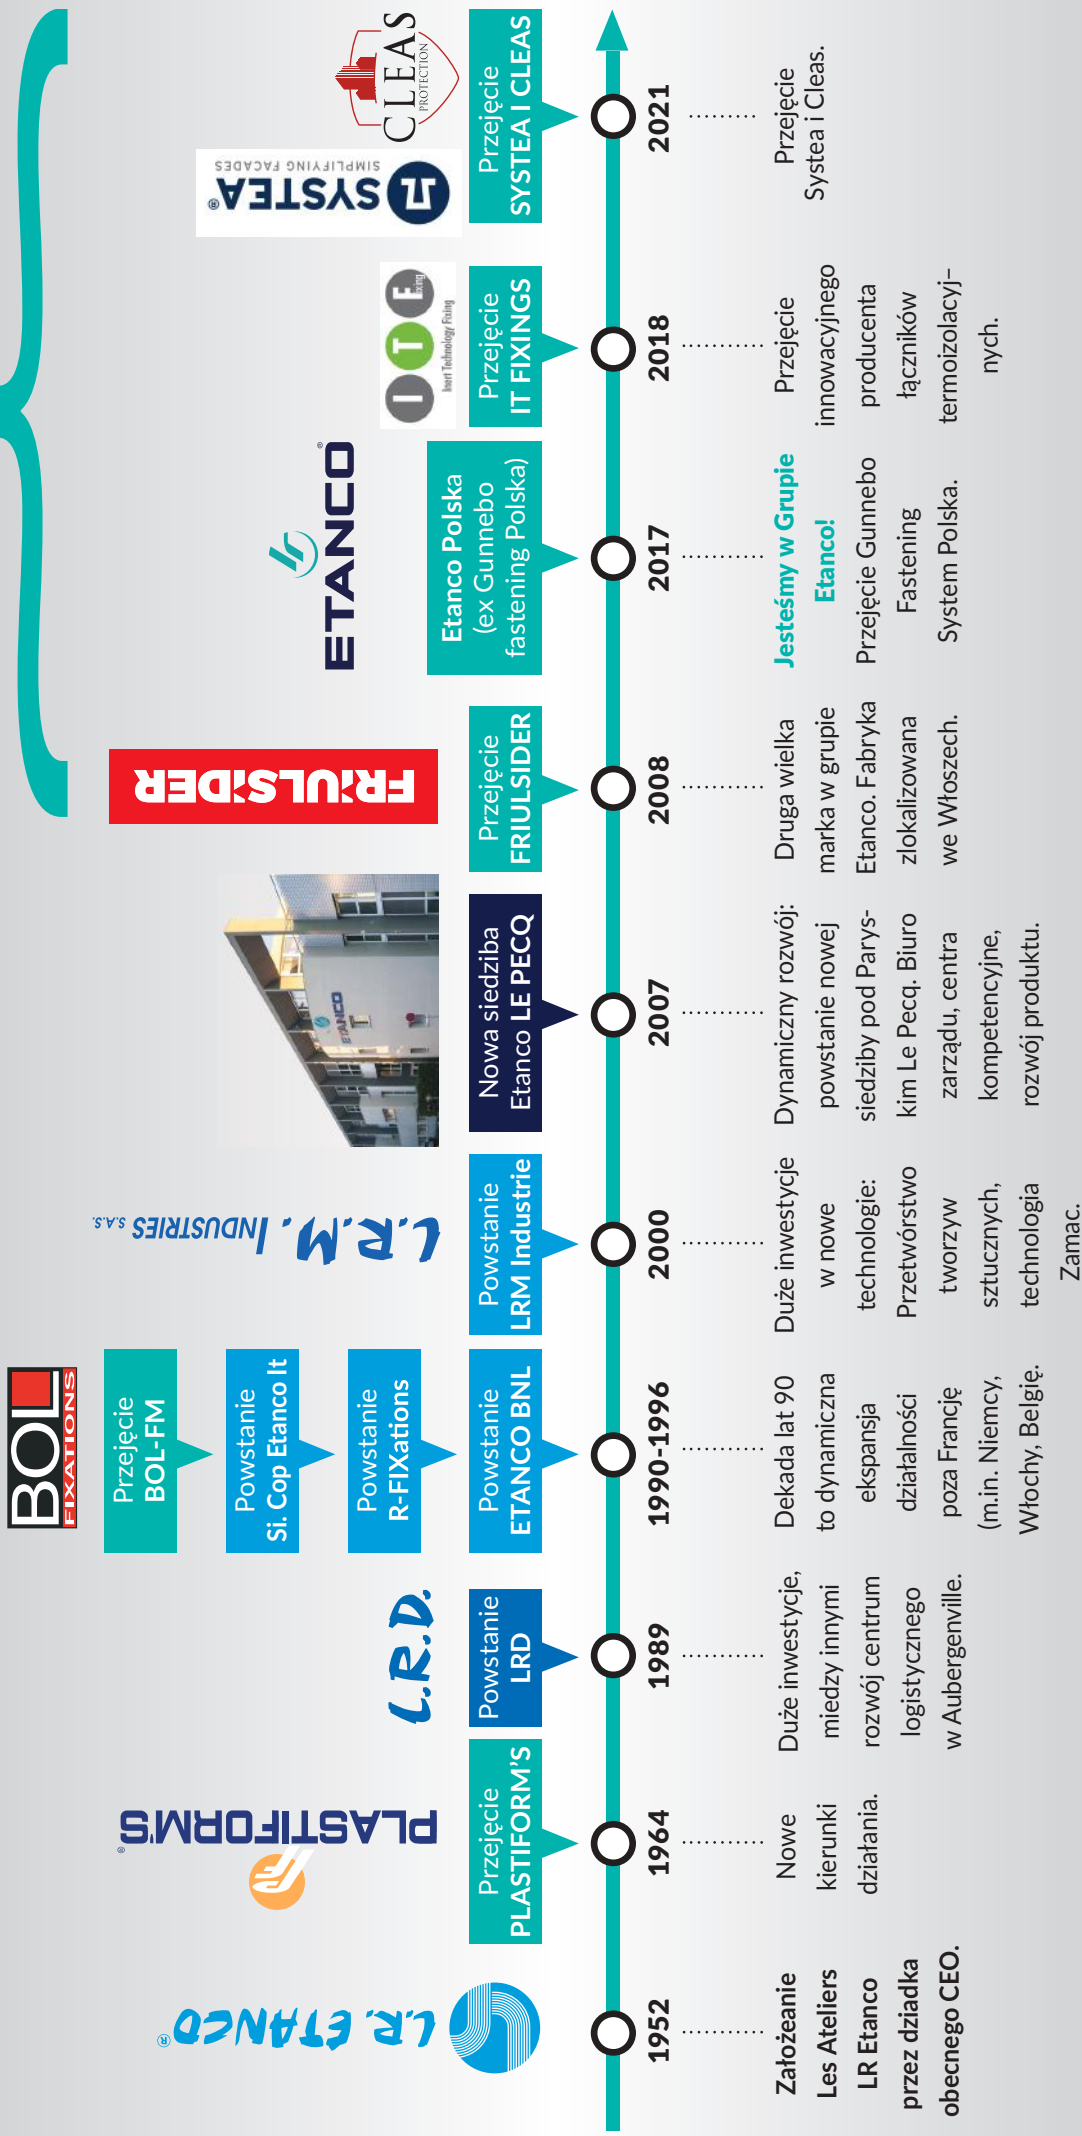 L.R. ÉTANCO®
1952
Założeanie
Les Ateliers
LR Etanco
przez dziadka
obecnego CEO.
PLASTIFORM'S®
Przejęcie
PLASTIFORM'S
1964
Nowe
kierunki
działania.
L.R.D.
Powstanie
LRD
1989
Duże inwestycje,
miedzy innymi
rozwój centrum
logistycznego
w Aubergenville.
BOL
FIXATIONS
Przejęcie
BOL-FM
Powstanie
Si. Cop Etanco It
Powstanie
R-FIXations
Powstanie
ETANCO BNL
1990-1996
Dekada lat 90
to dynamiczna
ekspansja
działalności
poza Francję
(m.in. Niemcy,
Włochy, Belgię.
L.R.M. INDUSTRIES S.A.S.
Powstanie
LRM Industrie
2000
Duże inwestycje
w nowe
technologie:
Przetwórstwo
tworzyw
sztucznych,
technologia
Zamac.
ETANCO
Nowa siedziba
Etanco LE PECQ
2007
Dynamiczny rozwój:
powstanie nowej
siedziby pod Parys-
kim Le Pecq. Biuro
zarządu, centra
kompetencyjne,
rozwój produktu.
FRIULSIDER
Przejęcie
FRIULSIDER
2008
Druga wielka
marka w grupie
Etanco. Fabryka
zlokalizowana
we Włoszech.
lr
ETANCO®
Etanco Polska
(ex Gunnebo
fastening Polska)
2017
Jesteśmy w Grupie
Etanco!
Przejęcie Gunnebo
Fastening
System Polska.
I T F ixing
Inert Technology Fixing
Przejęcie
IT FIXINGS
2018
Przejęcie
innowacyjnego
producenta
łączników
termoizolacyj–
nych.
SYSTEA®
SIMPLIFYING FACADES
CLEAS
PROTECTION
Przejęcie
SYSTEA I CLEAS
2021
Przejęcie
Systea i Cleas.